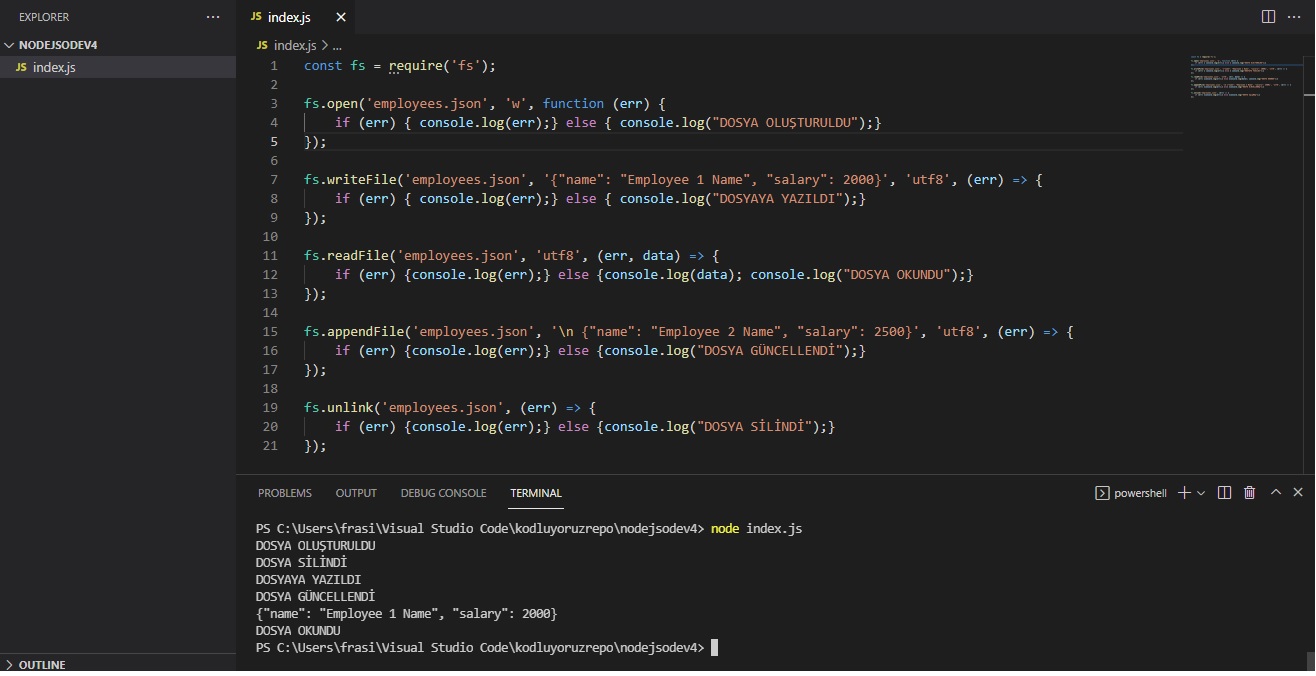 EXPLORER
NODEJSODEV4
JS index.js
OUTLINE
JS index.js
JS index.js > ...
1 const fs = require('fs');
2
3 fs.open('employees.json', 'w', function (err) {
4 if (err) { console.log(err);} else { console.log("DOSYA OLUŞTURULDU");}
5 });
6
7 fs.writeFile('employees.json', '{"name": "Employee 1 Name", "salary": 2000}', 'utf8', (err) => {
8 if (err) { console.log(err);} else { console.log("DOSYAYA YAZILDI");}
9 });
10
11 fs.readFile('employees.json', 'utf8', (err, data) => {
12 if (err) {console.log(err);} else {console.log(data); console.log("DOSYA OKUNDU");}
13 });
14
15 fs.appendFile('employees.json', '\n {"name": "Employee 2 Name", "salary": 2500}', 'utf8', (err) => {
16 if (err) {console.log(err);} else {console.log("DOSYA GÜNCELLENDİ");}
17 });
18
19 fs.unlink('employees.json', (err) => {
20 if (err) {console.log(err);} else {console.log("DOSYA SİLİNDİ");}
21 });
PROBLEMS OUTPUT DEBUG CONSOLE TERMINAL powershell
PS C:\Users\frasi\Visual Studio Code\kodluyoruzrepo\nodejsodev4> node index.js
DOSYA OLUŞTURULDU
DOSYA SİLİNDİ
DOSYAYA YAZILDI
DOSYA GÜNCELLENDİ
{"name": "Employee 1 Name", "salary": 2000}
DOSYA OKUNDU
PS C:\Users\frasi\Visual Studio Code\kodluyoruzrepo\nodejsodev4>